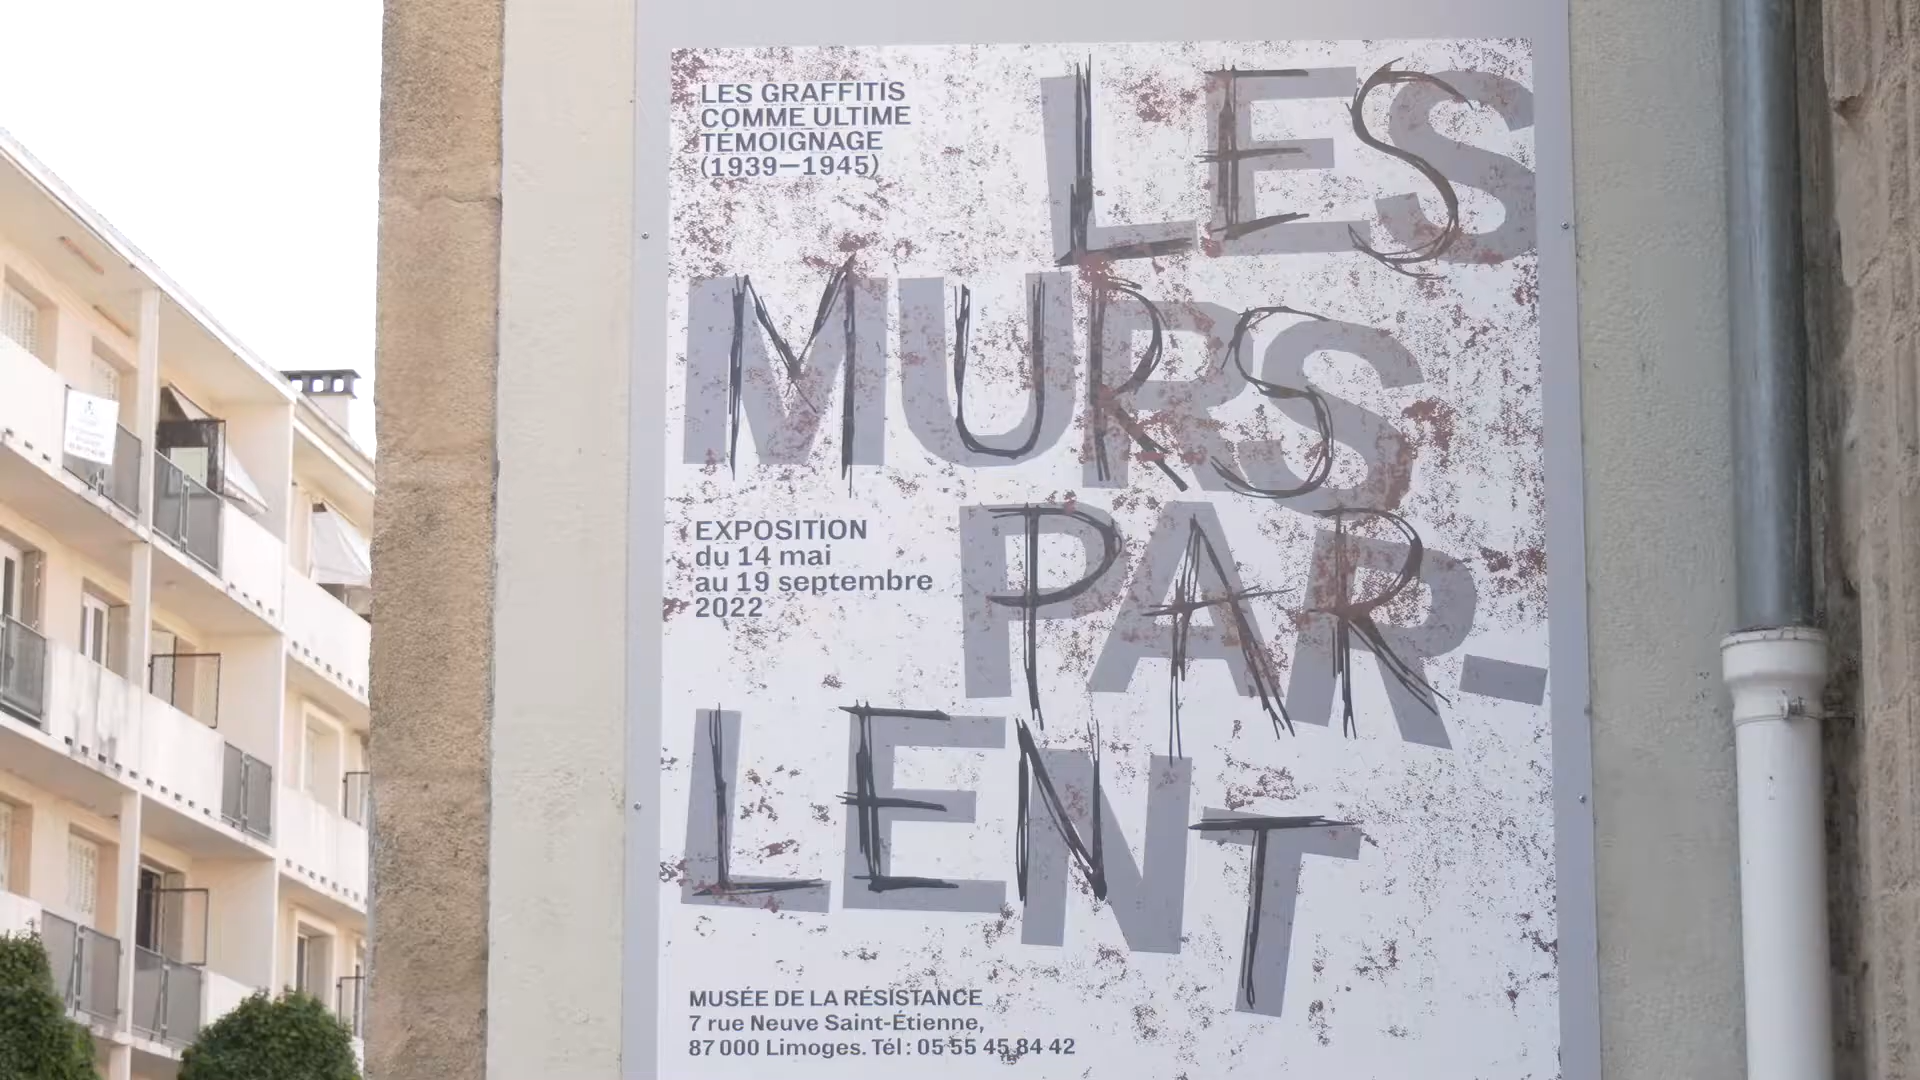 LES GRAFFITIS
COMME ULTIME
TÉMOIGNAGE
(1939—1945)
LES
MURS
PAR-
LENT
EXPOSITION
du 14 mai
au 19 septembre
2022
MUSÉE DE LA RÉSISTANCE
7 rue Neuve Saint-Étienne,
87 000 Limoges. Tél : 05 55 45 84 42